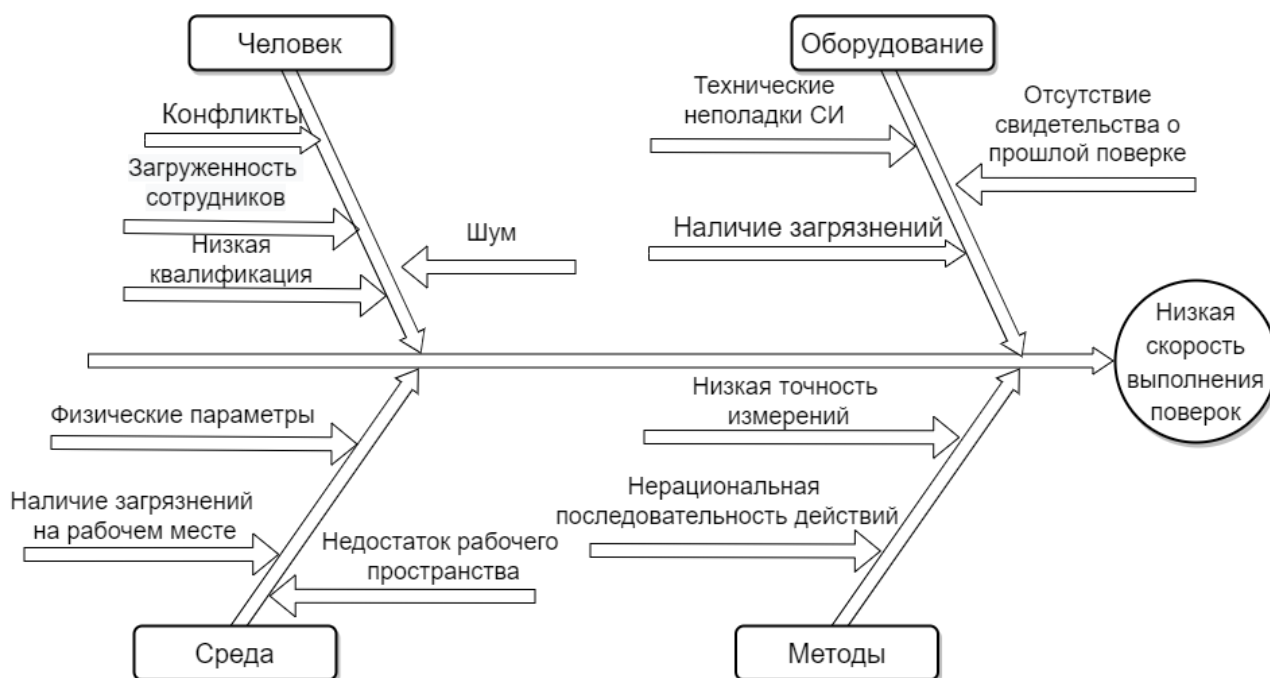 Человек
Оборудование
Конфликты
Загруженность
сотрудников
Низкая
квалификация
Шум
Технические
неполадки СИ
Отсутствие
свидетельства о
прошлой поверке
Наличие загрязнений
Низкая
скорость
выполнения
поверок
Физические параметры
Наличие загрязнений
на рабочем месте
Недостаток рабочего
пространства
Низкая точность
измерений
Нерациональная
последовательность действий
Среда
Методы